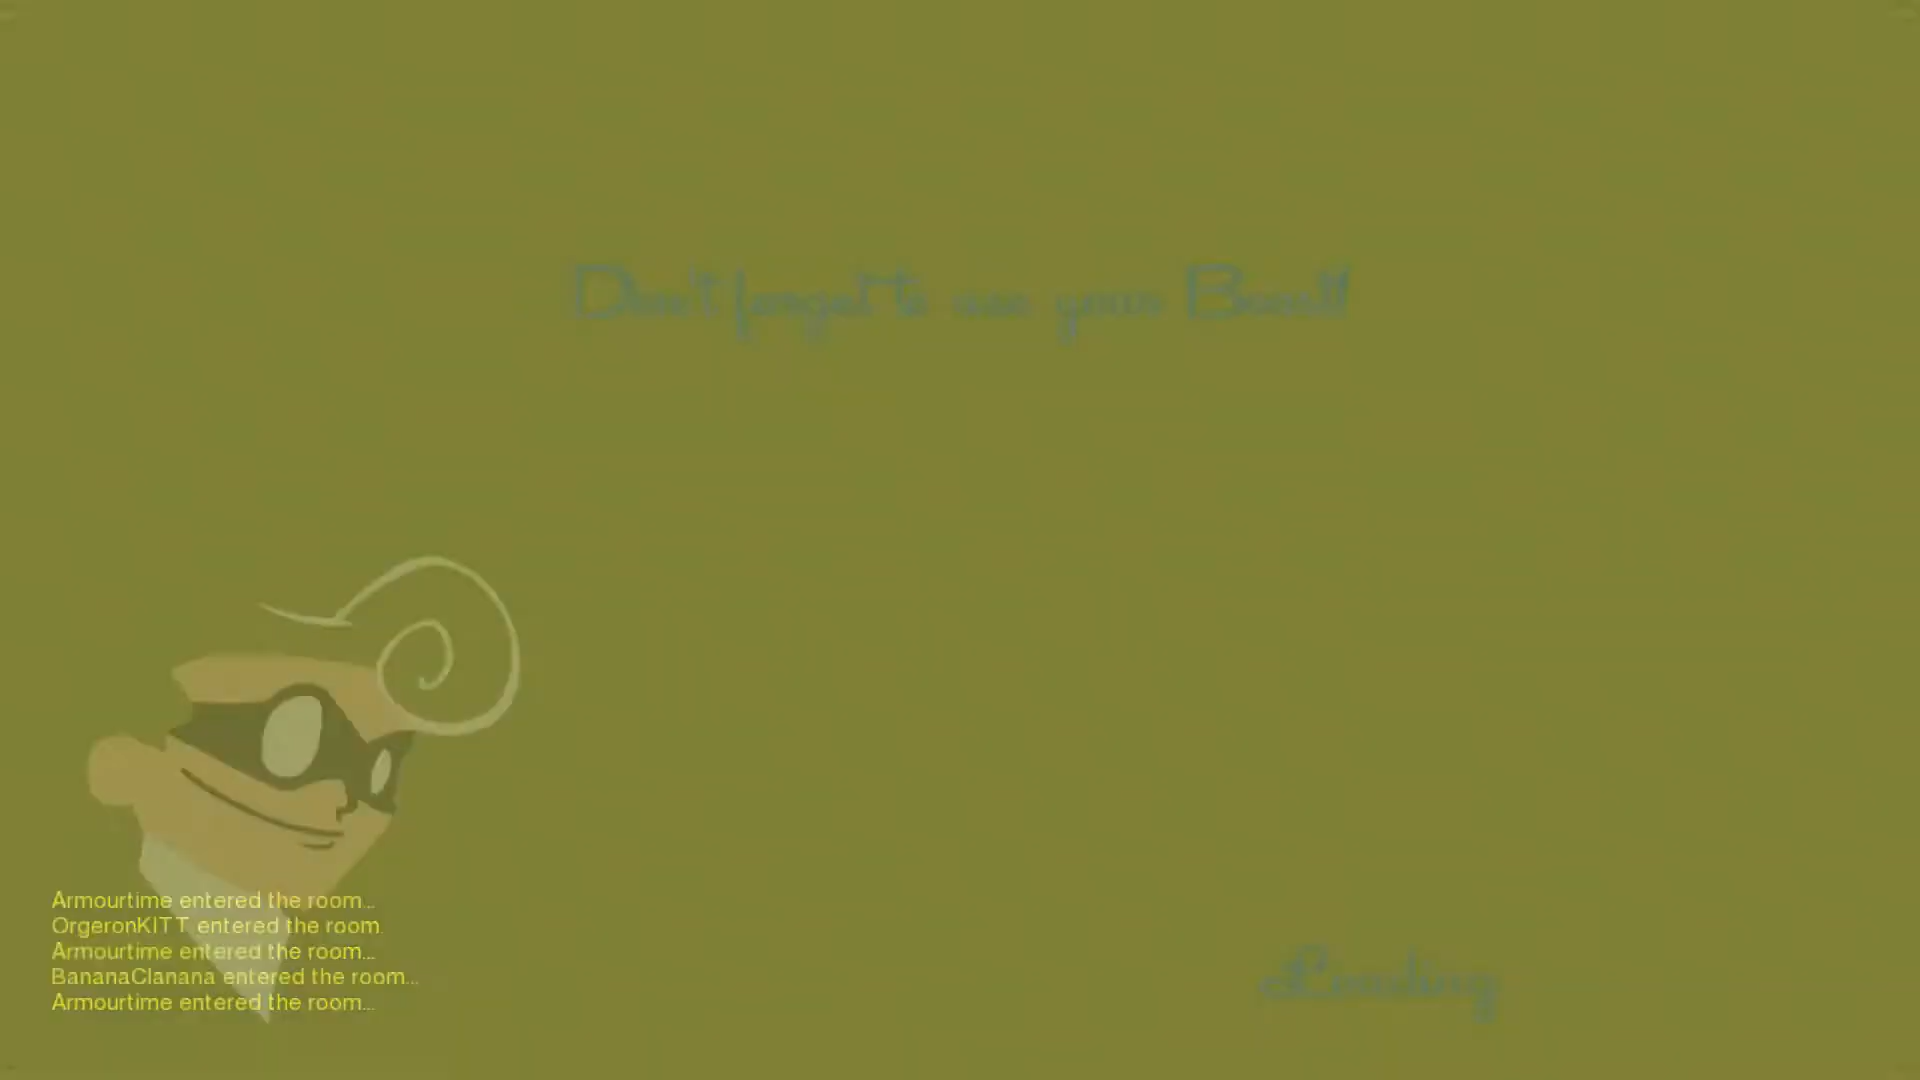 Don't forget to use your Boost!
Armourtime entered the room...
OrgeronKITT entered the room.
Armourtime entered the room...
BananaClanana entered the room...
Armourtime entered the room...
Loading